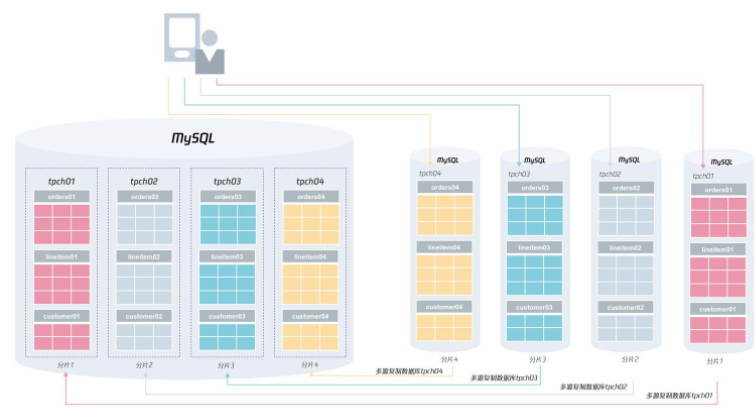 MySQL
tpch01
orders01
lineitem01
customer01
分片1
tpch02
orders02
lineitem02
customer02
分片2
tpch03
orders03
lineitem03
customer03
分片3
tpch04
orders04
lineitem04
customer04
分片4
MySQL
tpch04
orders04
lineitem04
customer04
分片4
MySQL
tpch03
orders03
lineitem03
customer03
分片3
MySQL
tpch02
orders02
lineitem02
customer02
分片2
MySQL
tpch01
orders01
lineitem01
customer01
分片1
多源复制数据库tpch04
多源复制数据库tpch03
多源复制数据库tpch02
多源复制数据库tpch01